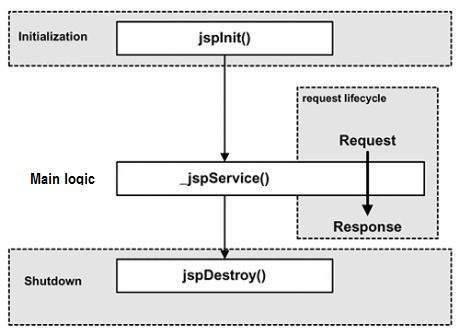 Initialization
jspInit()
request lifecycle
Request
Main logic
_jspService()
Response
Shutdown
jspDestroy()